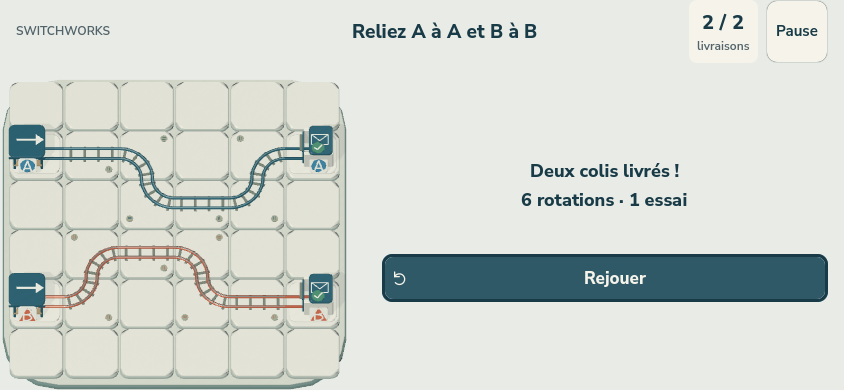 SWITCHWORKS
Reliez A à A et B à B
2 / 2
livraisons
Pause
A
A
Deux colis livrés !
6 rotations · 1 essai
Rejouer
B
B